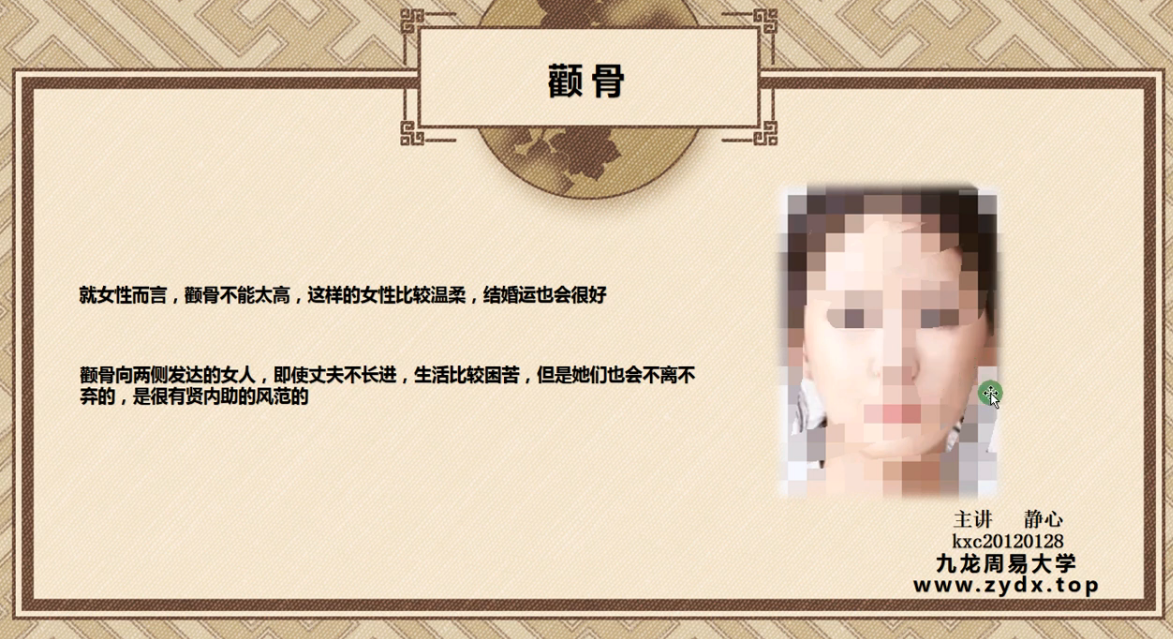 颧骨
就女性而言，颧骨不能太高，这样的女性比较温柔，结婚运也会很好
颧骨向两侧发达的女人，即使丈夫不长进，生活比较困苦，但是她们也会不离不
弃的，是很有贤内助的风范的
主讲 静心
kxc20120128
九龙周易大学
www.zydx.top